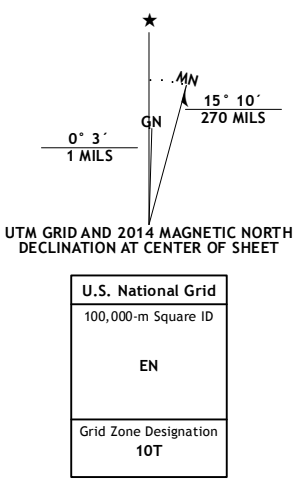 ★
MN
GN
15° 10´
270 MILS
0° 3´
1 MILS
UTM GRID AND 2014 MAGNETIC NORTH
DECLINATION AT CENTER OF SHEET
U.S. National Grid
100,000-m Square ID
EN
Grid Zone Designation
10T